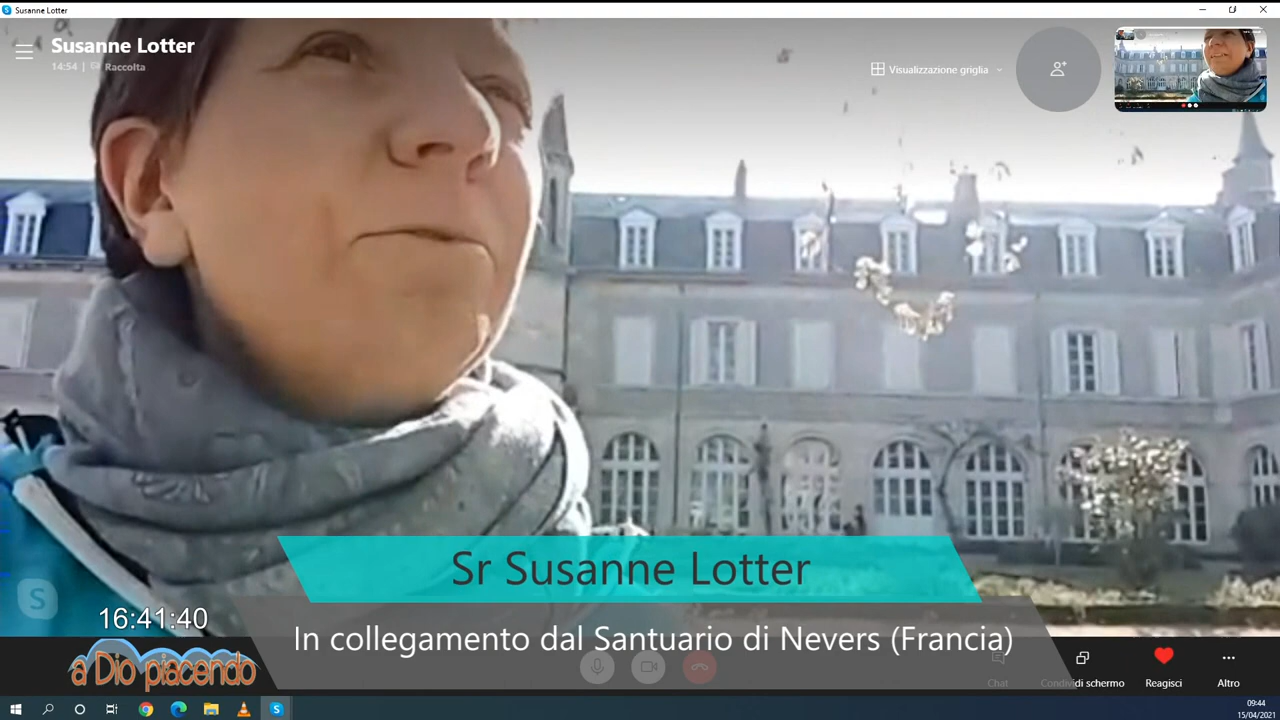 Susanne Lotter
Susanne Lotter
14:54 | Raccolta
Visualizzazione griglia
Sr Susanne Lotter
16:41:40
In collegamento dal Santuario di Nevers (Francia)
a Dio piacendo
Chat
Condividi schermo
Reagisci
Altro
09:44
15/04/2021